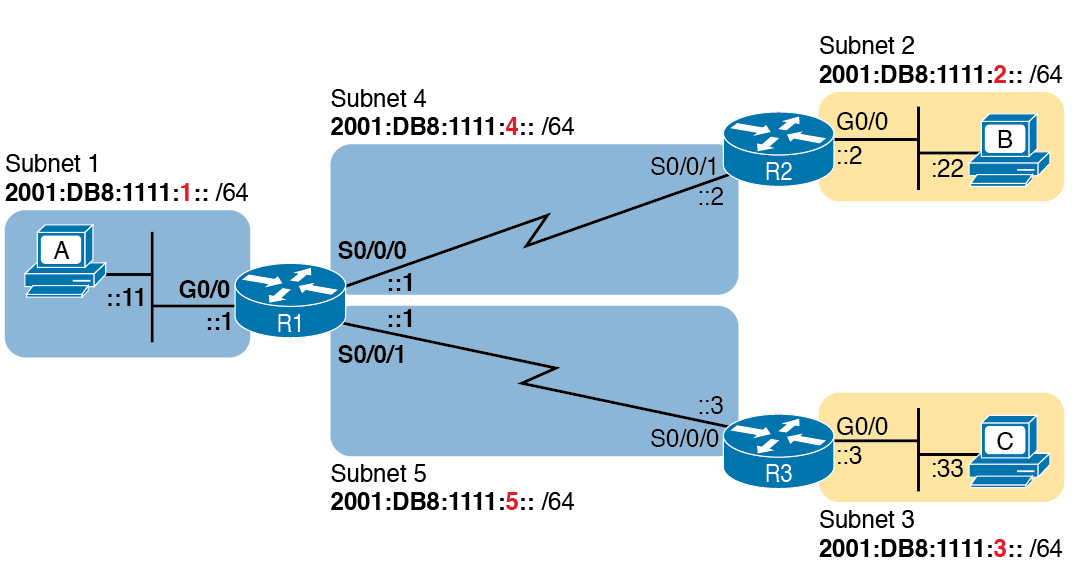 Subnet 2
2001:DB8:1111:2:: /64
Subnet 4
2001:DB8:1111:4:: /64
Subnet 1
2001:DB8:1111:1:: /64
G0/0
::2
B
:22
R2
S0/0/1
::2
A
::11
G0/0
::1
R1
S0/0/0
::1
::1
S0/0/1
::3
S0/0/0
R3
G0/0
::3
C
:33
Subnet 5
2001:DB8:1111:5:: /64
Subnet 3
2001:DB8:1111:3:: /64